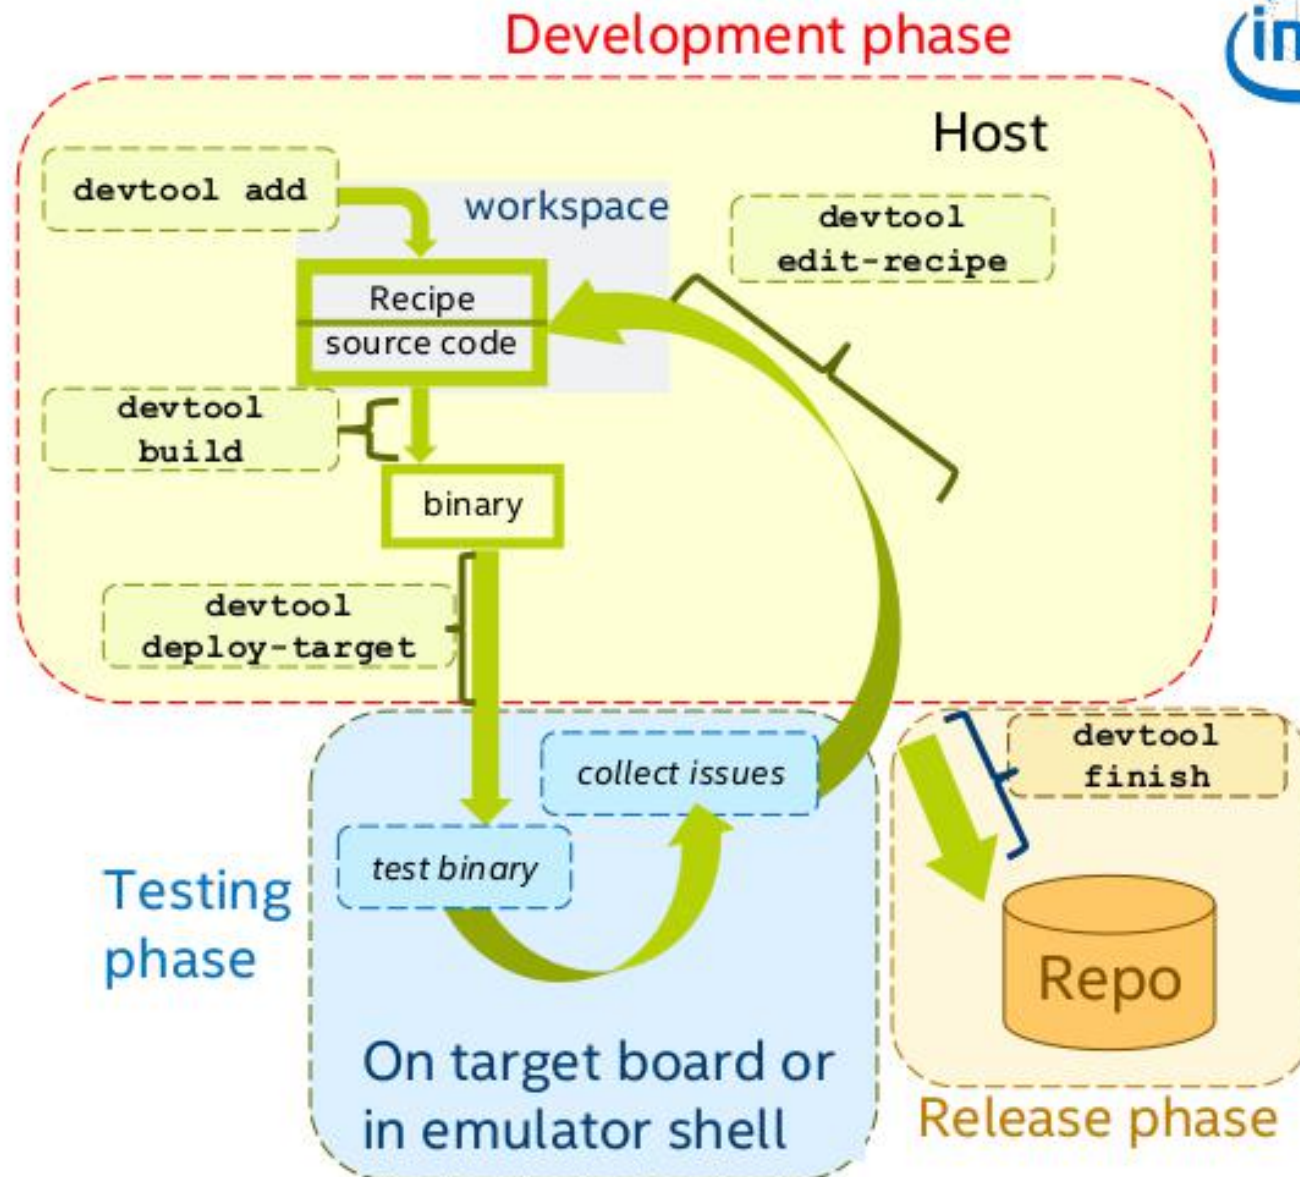 Development phase
in
Host
devtool add
workspace
devtool
edit-recipe
Recipe
source code
devtool
build
binary
devtool
deploy-target
devtool
finish
collect issues
test binary
Testing
phase
Repo
On target board or
in emulator shell
Release phase